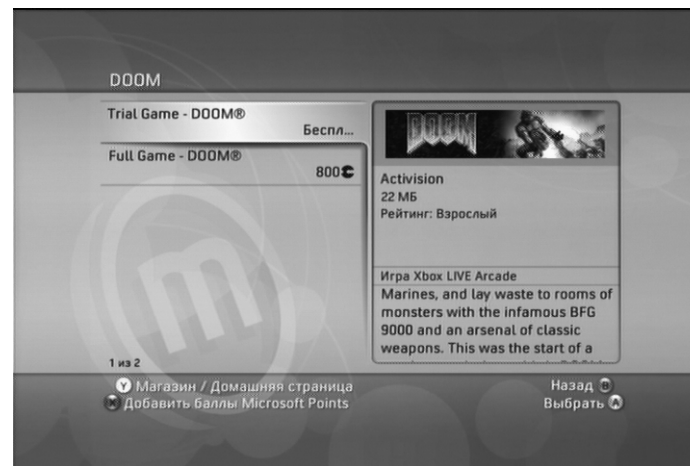 DOOM
Trial Game - DOOM®
Беспл...
Full Game - DOOM®
800
1 из 2
DOOM
Activision
22 МБ
Рейтинг: Взрослый
Игра Xbox LIVE Arcade
Marines, and lay waste to rooms of
monsters with the infamous BFG
9000 and an arsenal of classic
weapons. This was the start of a
Y Магазин / Домашняя страница
X Добавить баллы Microsoft Points
Назад B
Выбрать A